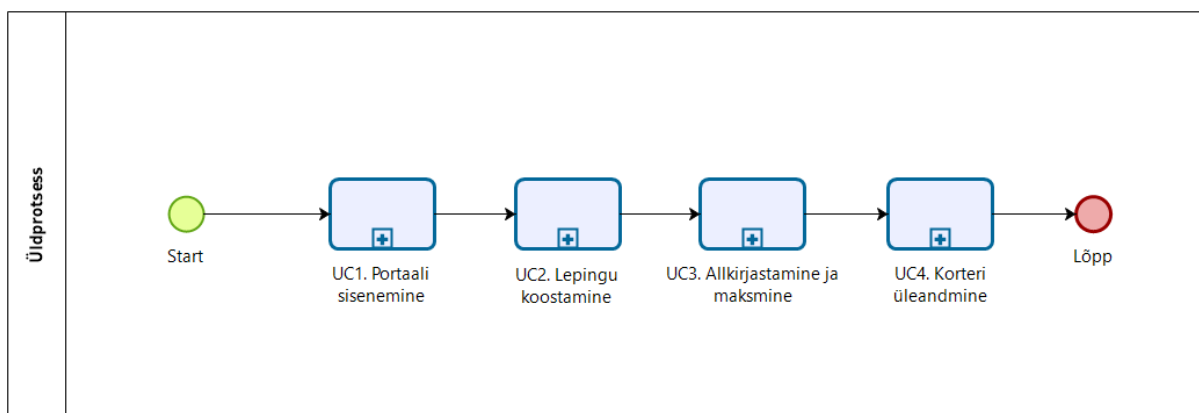 Üldprotsess
Start
UC1. Portaali
sisenemine
UC2. Lepingu
koostamine
UC3. Allkirjastamine ja
maksmine
UC4. Korteri
üleandmine
Lõpp